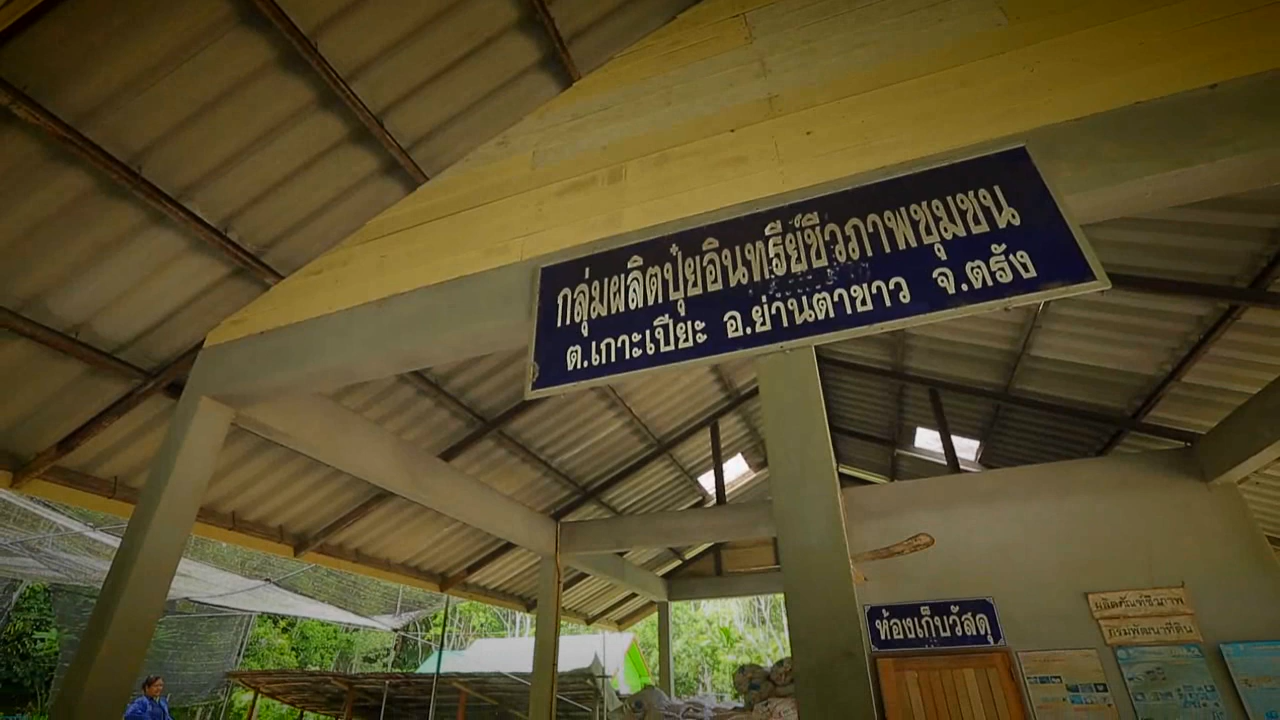 กลุ่มผลิตปุ๋ยอินทรีย์ชีวภาพชุมชน
ต.เกาะเปียะ อ.ย่านตาขาว จ.ตรัง
ห้องเก็บวัสดุ
ผลิตภัณฑ์ชีวภาพ
กรมพัฒนาที่ดิน